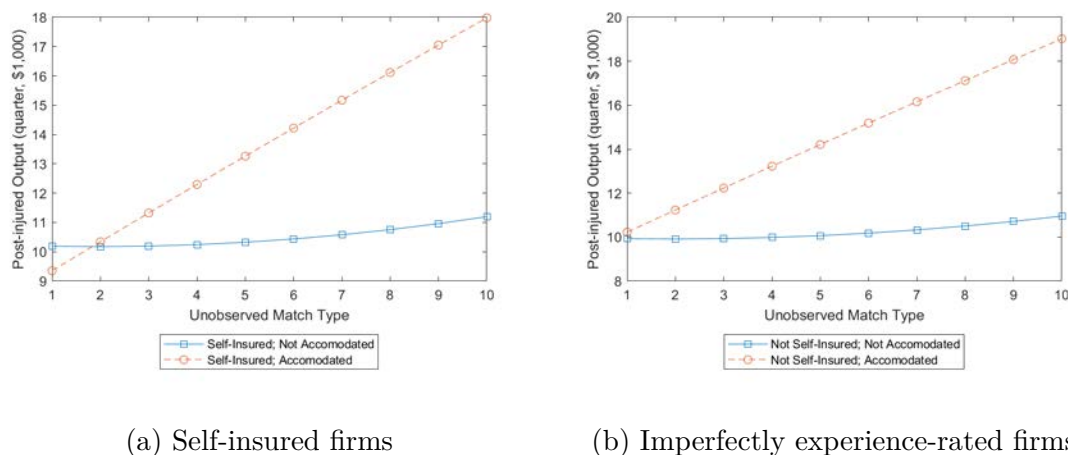 18
17
16
15
14
13
12
11
10
9
Post-injured Output (quarter, $1,000)
1 2 3 4 5 6 7 8 9 10
Unobserved Match Type
Self-Insured; Not Accomodated
Self-Insured; Accomodated
(a) Self-insured firms
20
18
16
14
12
10
8
Post-injured Output (quarter, $1,000)
1 2 3 4 5 6 7 8 9 10
Unobserved Match Type
Not Self-Insured; Not Accomodated
Not Self-Insured; Accomodated
(b) Imperfectly experience-rated firms